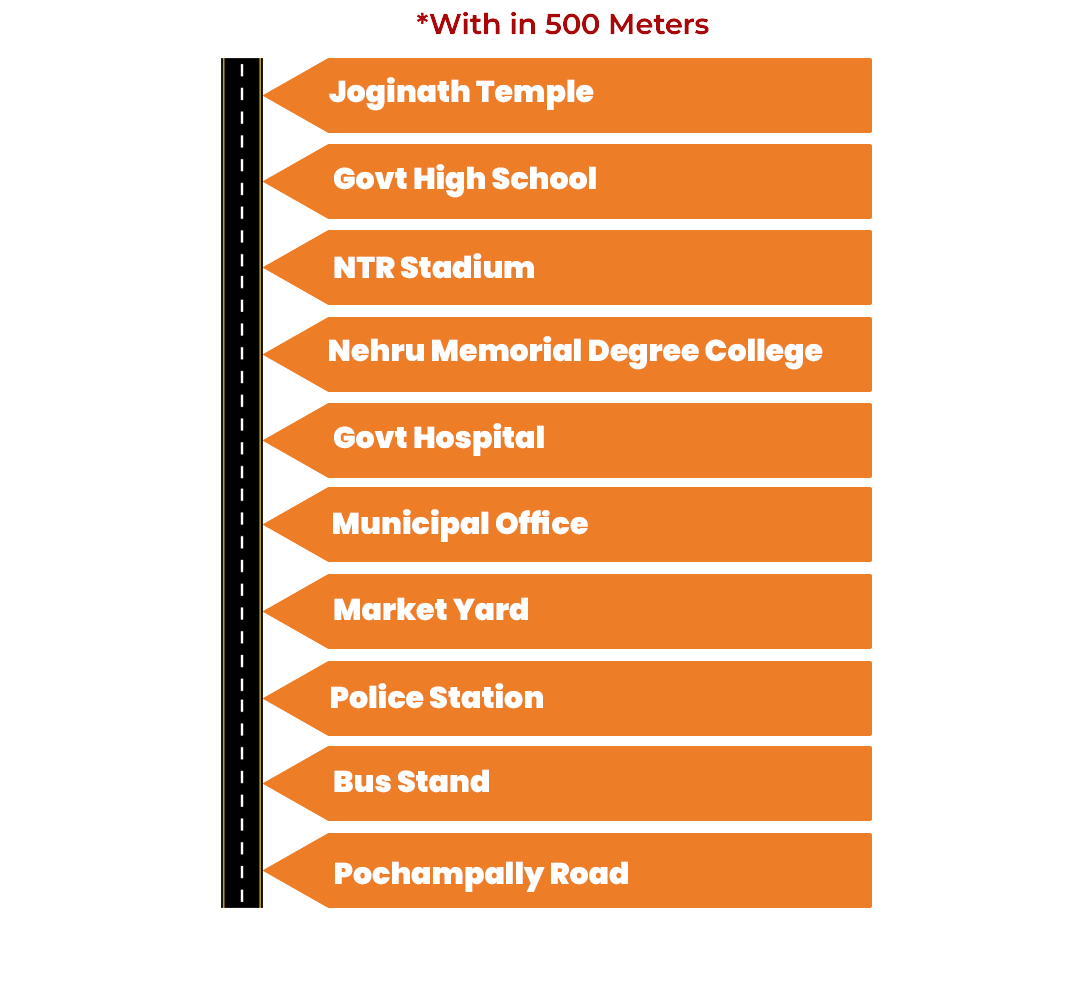 *With in 500 Meters
Joginath Temple
Govt High School
NTR Stadium
Nehru Memorial Degree College
Govt Hospital
Municipal Office
Market Yard
Police Station
Bus Stand
Pochampally Road